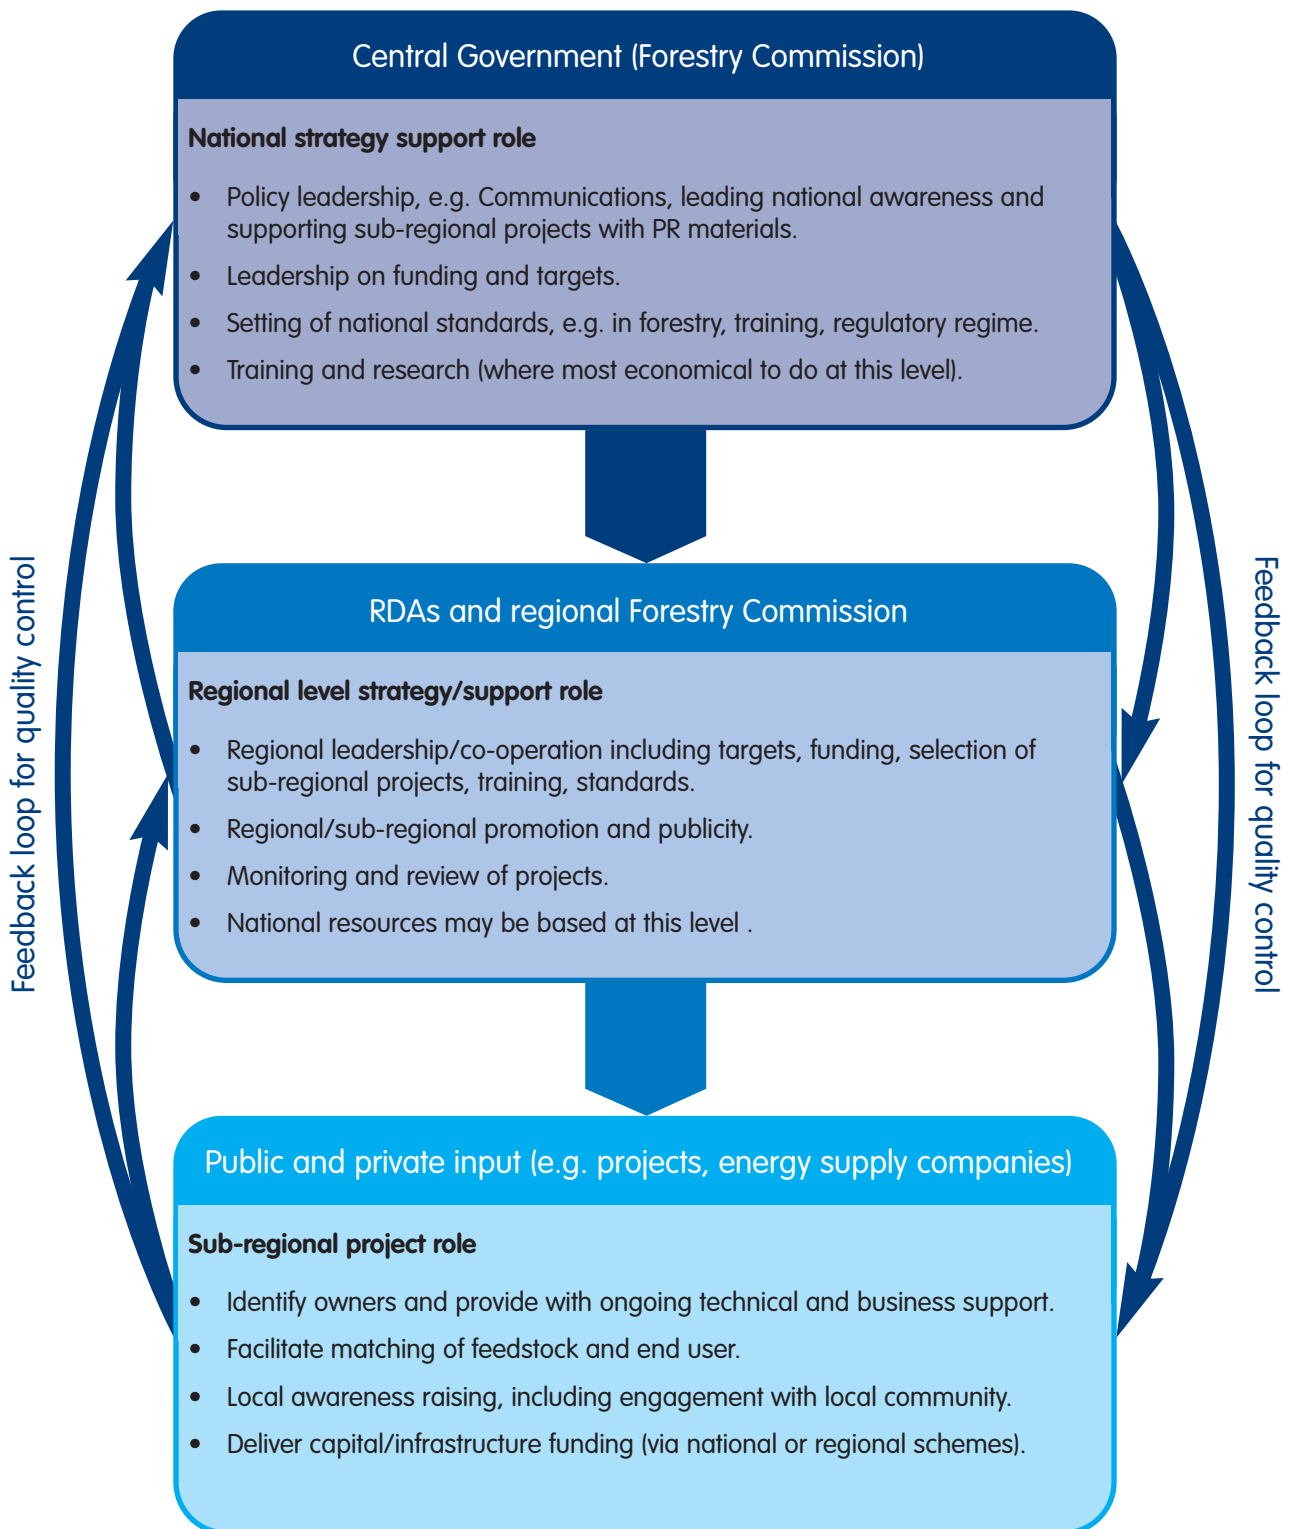 Central Government (Forestry Commission)
National strategy support role
• Policy leadership, e.g. Communications, leading national awareness and
supporting sub-regional projects with PR materials.
• Leadership on funding and targets.
• Setting of national standards, e.g. in forestry, training, regulatory regime.
• Training and research (where most economical to do at this level).
Feedback loop for quality control
Feedback loop for quality control
RDAs and regional Forestry Commission
Regional level strategy/support role
• Regional leadership/co-operation including targets, funding, selection of
sub-regional projects, training, standards.
• Regional/sub-regional promotion and publicity.
• Monitoring and review of projects.
• National resources may be based at this level .
Public and private input (e.g. projects, energy supply companies)
Sub-regional project role
• Identify owners and provide with ongoing technical and business support.
• Facilitate matching of feedstock and end user.
• Local awareness raising, including engagement with local community.
• Deliver capital/infrastructure funding (via national or regional schemes).